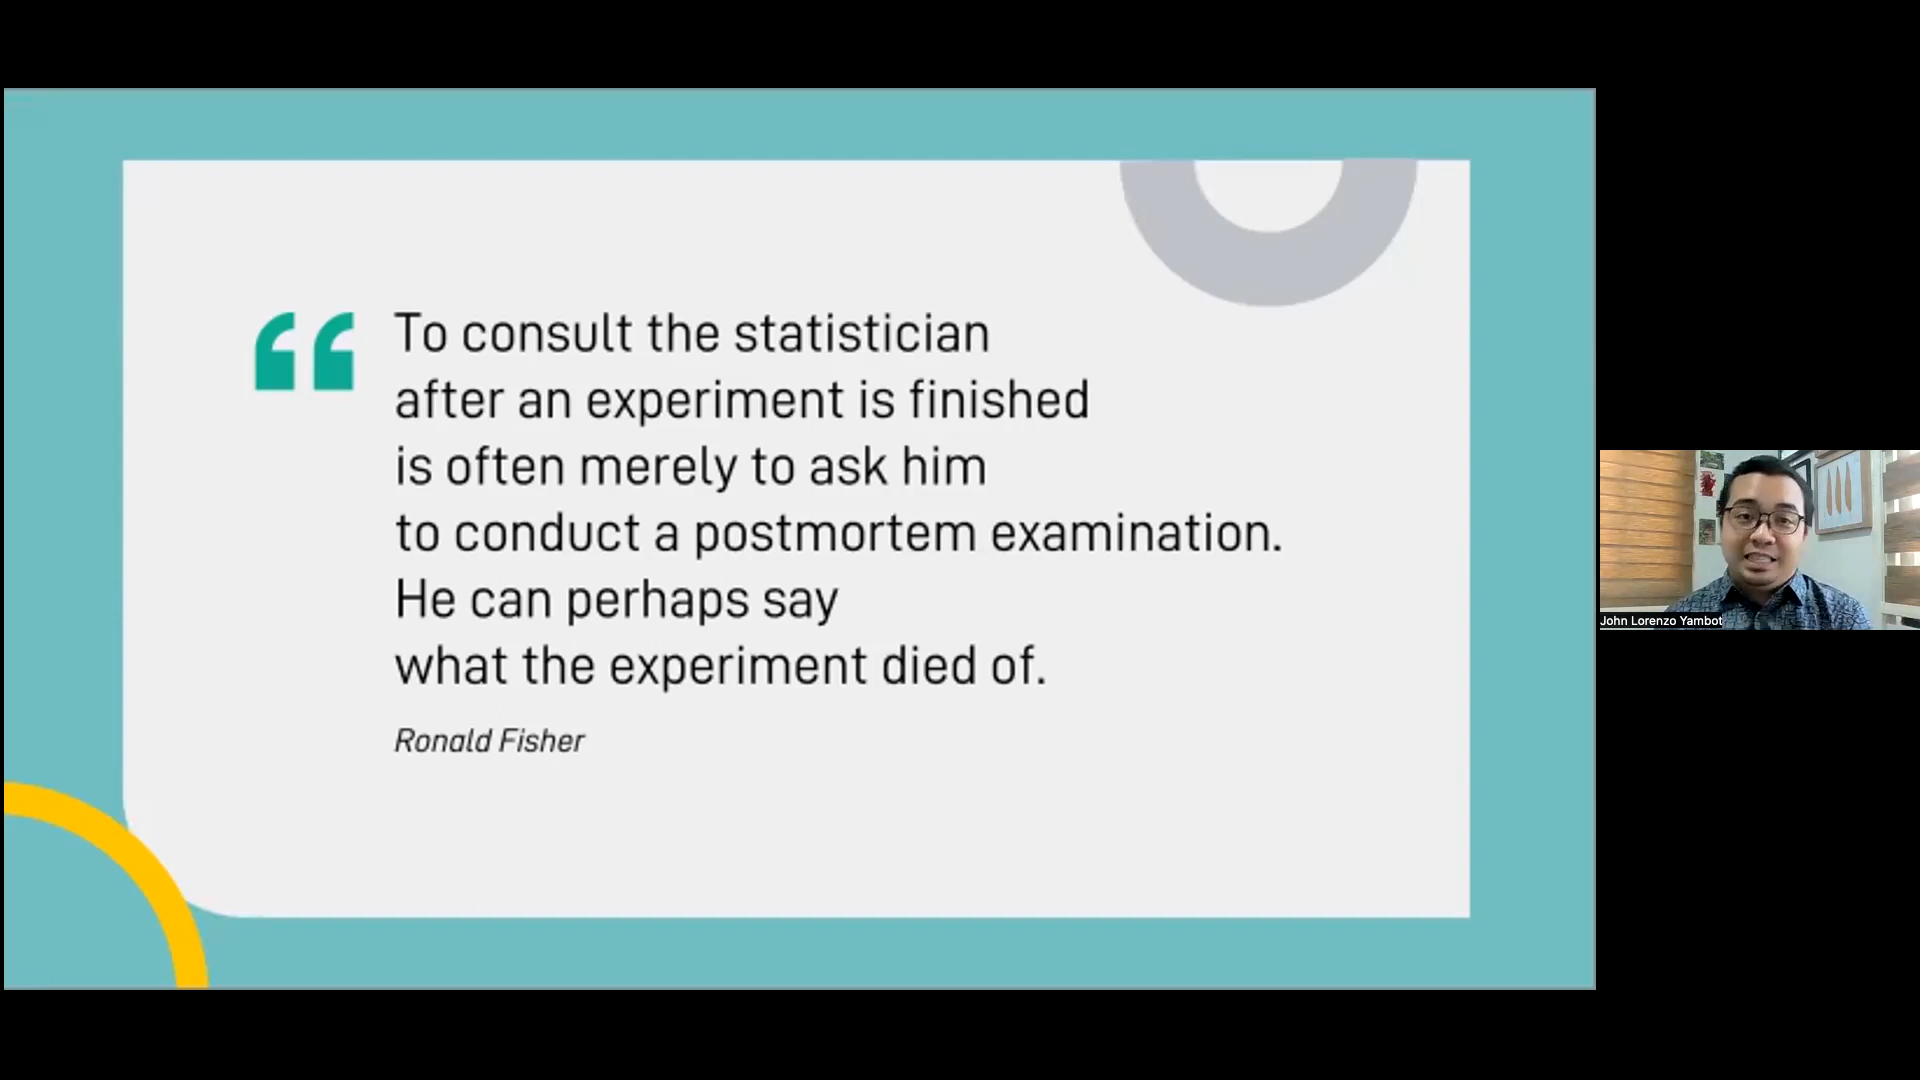 To consult the statistician
after an experiment is finished
is often merely to ask him
to conduct a postmortem examination.
He can perhaps say
what the experiment died of.
Ronald Fisher
John Lorenzo Yambot